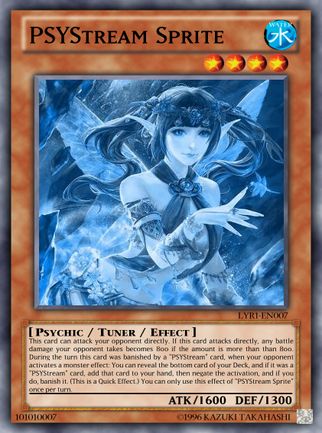 PSYStream Sprite
WATER
水
LYR1-EN007
[ Psychic / Tuner / Effect ]
This card can attack your opponent directly. If this card attacks directly, any battle
damage your opponent takes becomes 800 if the amount is more than than 800.
During the turn this card was banished by a "PSYStream" card, when your opponent
activates a monster effect: You can reveal the bottom card of your Deck, and if it was a
"PSYStream" card, add that card to your hand, then negate the activation, and if you
do, banish it. (This is a Quick Effect.) You can only use this effect of "PSYStream Sprite"
once per turn.
ATK/1600 DEF/1300
101010007
©1996 KAZUKI TAKAHASHI